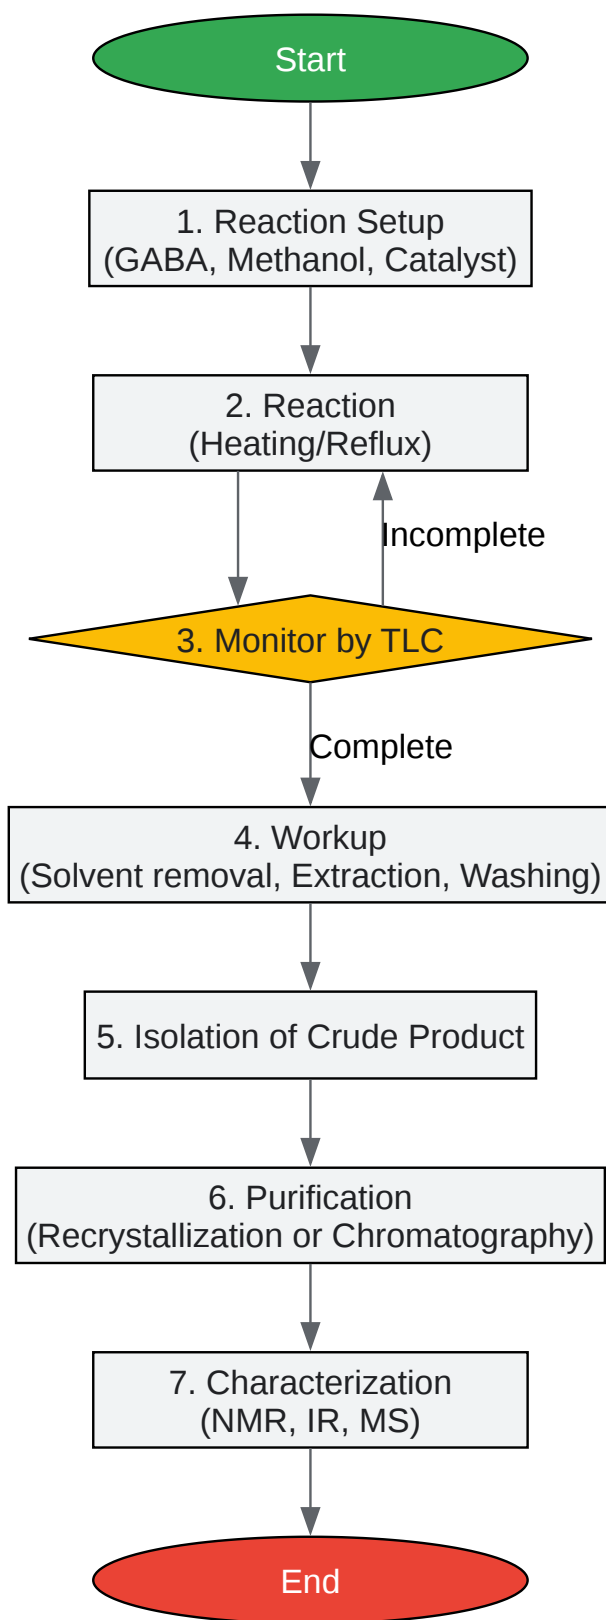 Start
1. Reaction Setup
(GABA, Methanol, Catalyst)
2. Reaction
(Heating/Reflux)
Incomplete
3. Monitor by TLC
Complete
4. Workup
(Solvent removal, Extraction, Washing)
5. Isolation of Crude Product
6. Purification
(Recrystallization or Chromatography)
7. Characterization
(NMR, IR, MS)
End